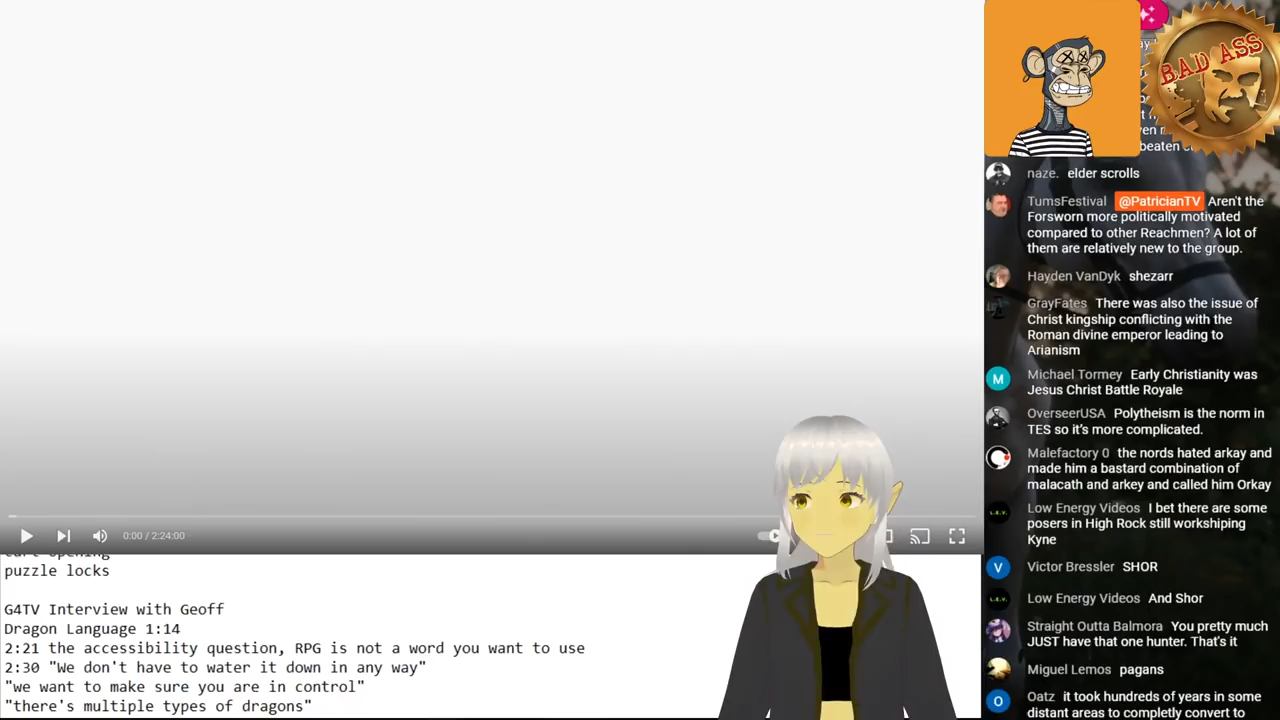 0:00 / 2:24:00
puzzle locks
G4TV Interview with Geoff
Dragon Language 1:14
2:21 the accessibility question, RPG is not a word you want to use
2:30 "We don't have to water it down in any way"
"we want to make sure you are in control"
"there's multiple types of dragons"
BAD ASS
beaten
naze. elder scrolls
TumsFestival @PatricianTV Aren't the
Forsworn more politically motivated
compared to other Reachmen? A lot of
them are relatively new to the group.
Hayden VanDyk shezarr
GrayFates There was also the issue of
Christ kingship conflicting with the
Roman divine emperor leading to
Arianism
M
Michael Tormey Early Christianity was
Jesus Christ Battle Royale
OverseerUSA Polytheism is the norm in
TES so it's more complicated.
Malefactory 0 the nords hated arkay and
made him a bastard combination of
malacath and arkey and called him Orkay
L.E.V.
Low Energy Videos I bet there are some
posers in High Rock still workshiping
Kyne
V
Victor Bressler SHOR
L.E.V.
Low Energy Videos And Shor
Straight Outta Balmora You pretty much
JUST have that one hunter. That's it
Miguel Lemos pagans
O
Oatz it took hundreds of years in some
distant areas to completly convert to